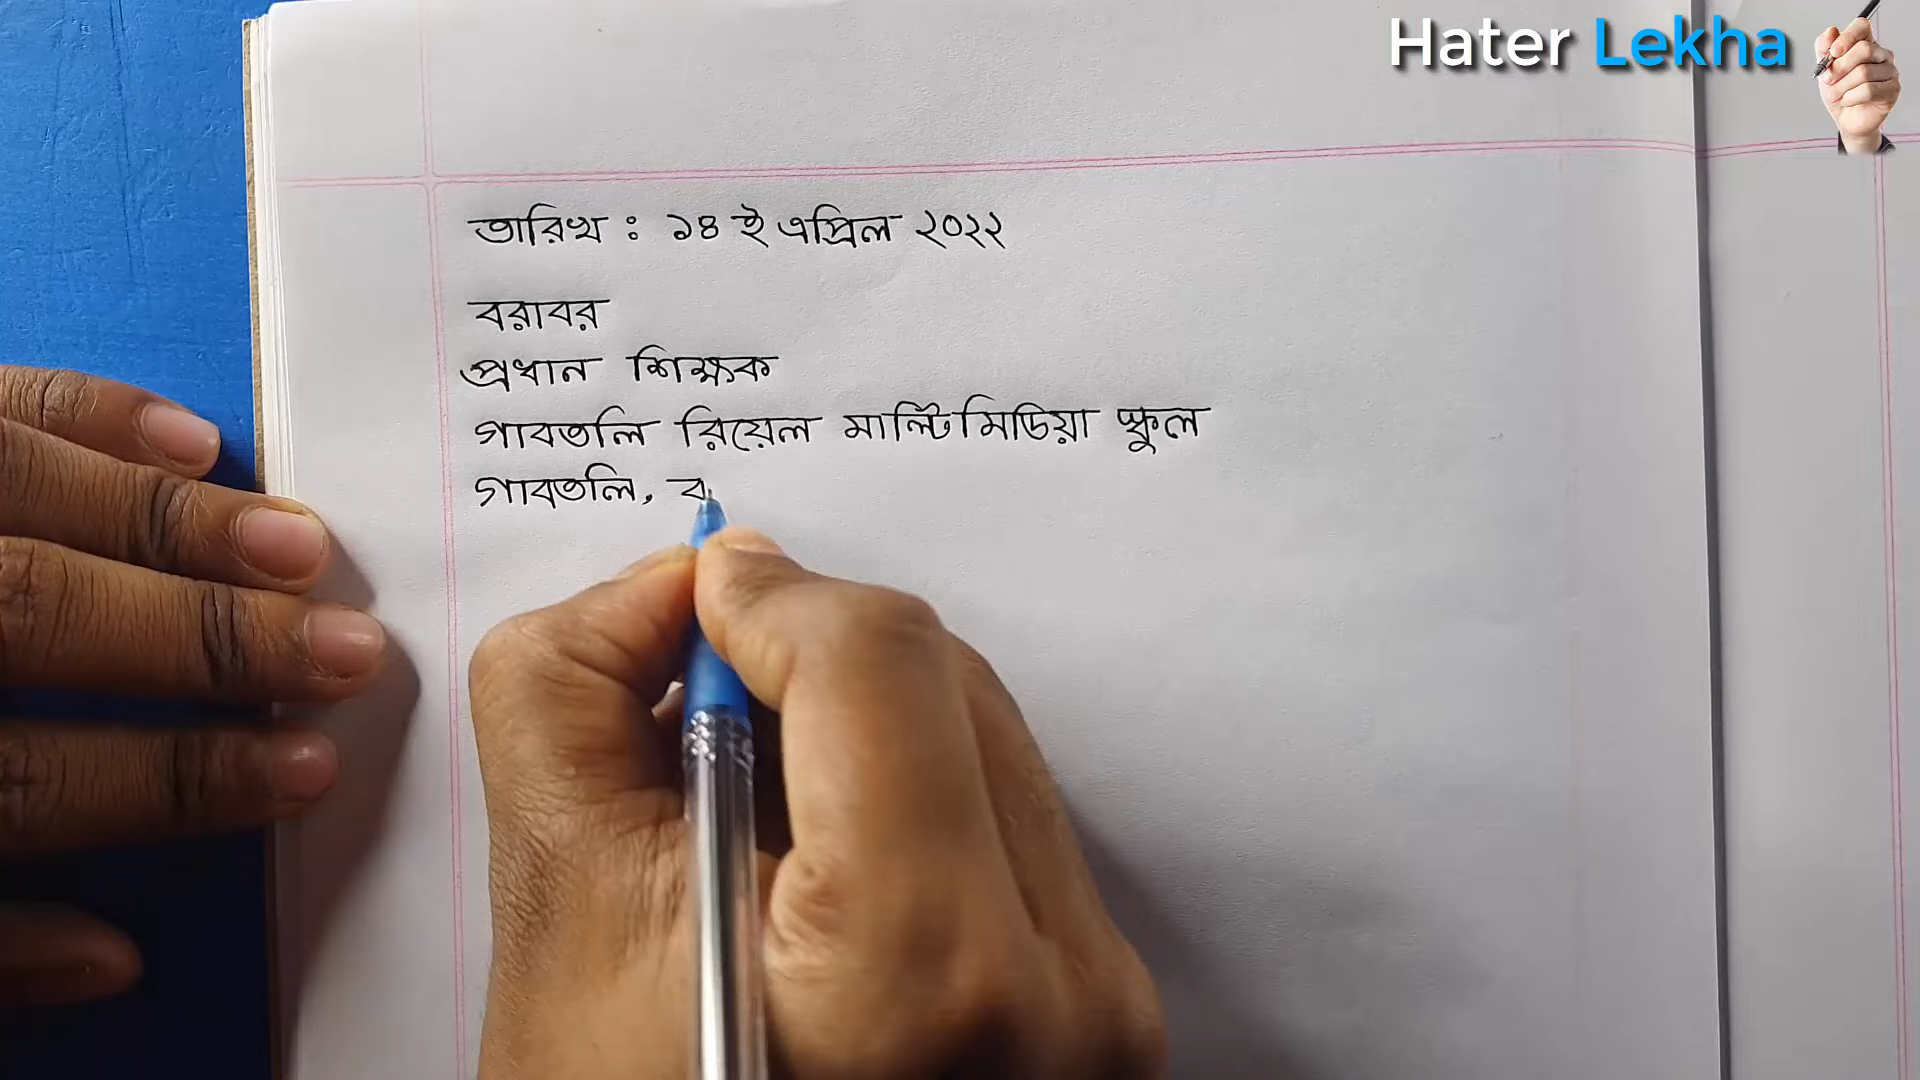 Hater Lekha
তারিখ : ১৪ ই এপ্রিল ২০২২
বরাবর
প্রধান শিক্ষক
গাবতলি রিয়েল মাল্টিমিডিয়া স্কুল
গাবতলি, ব